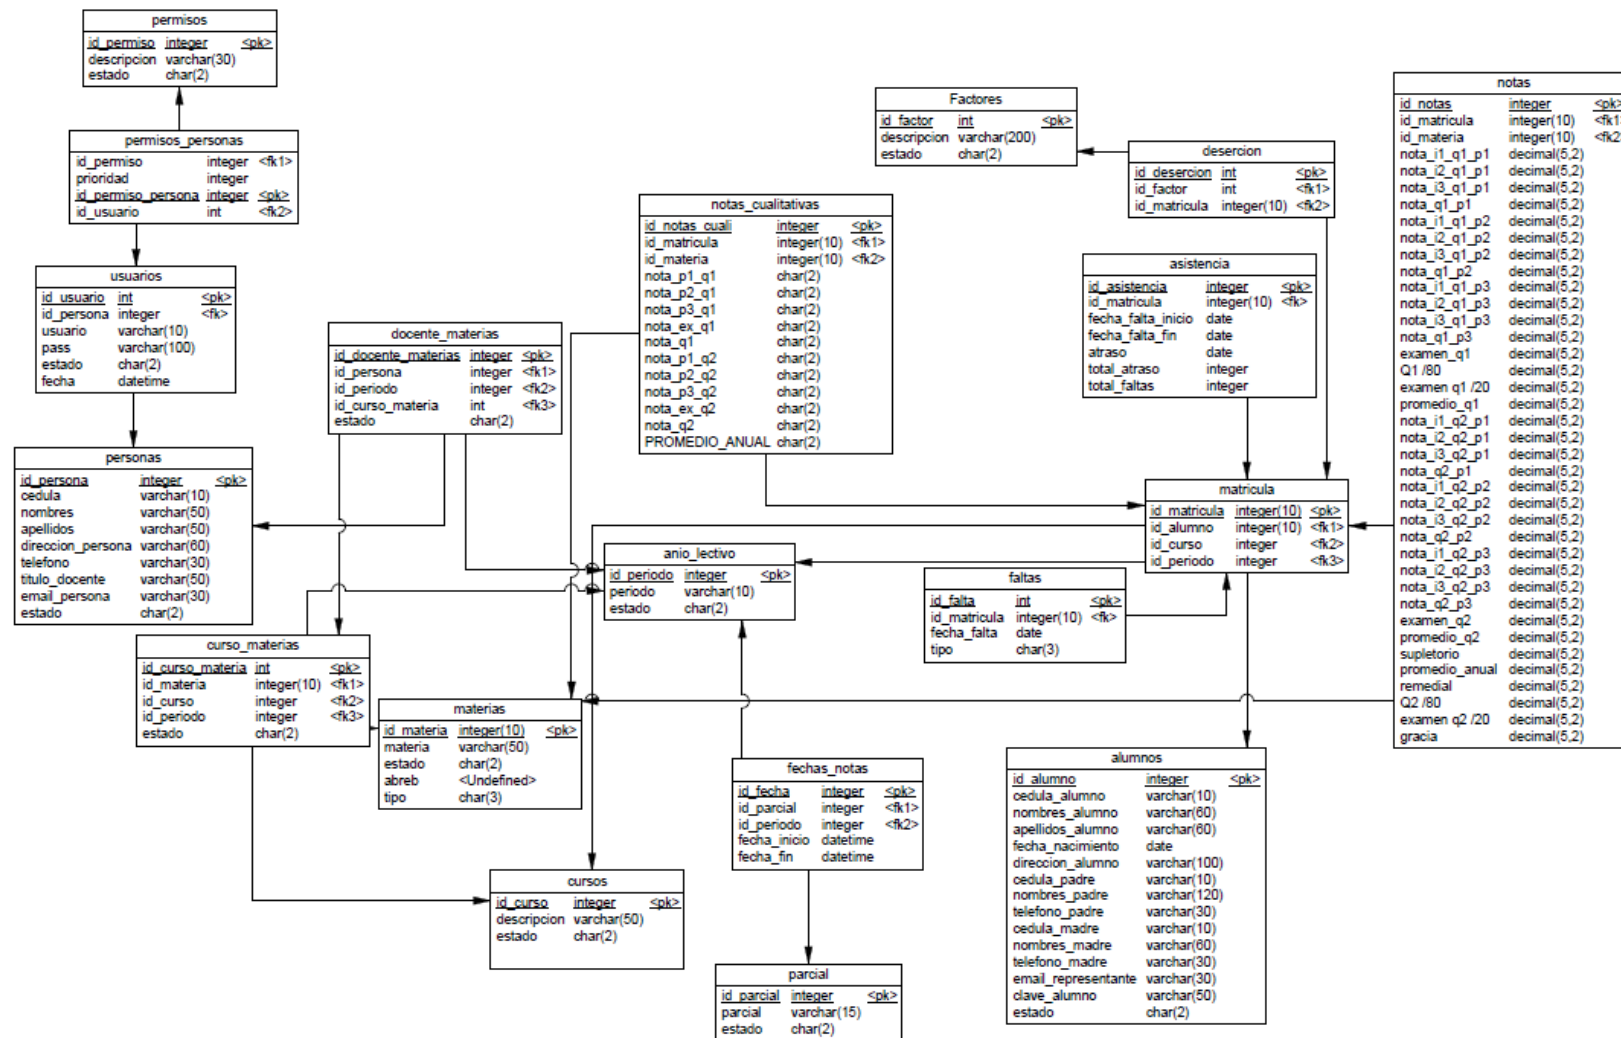 permisos
id_permiso integer <pk>
descripcion varchar(30)
estado char(2)
permisos_personas
id_permiso integer <fk1>
prioridad integer
id_permiso_persona integer <pk>
id_usuario int <fk2>
usuarios
id_usuario int <pk>
id_persona integer <fk>
usuario varchar(10)
pass varchar(100)
estado char(2)
fecha datetime
personas
id_persona integer <pk>
cedula varchar(10)
nombres varchar(50)
apellidos varchar(50)
direccion_persona varchar(60)
telefono varchar(30)
titulo_docente varchar(50)
email_persona varchar(30)
estado char(2)
docente_materias
id_docente_materias integer <pk>
id_persona integer <fk1>
id_periodo integer <fk2>
id_curso_materia int <fk3>
estado char(2)
curso_materias
id_curso_materia int <pk>
id_materia integer(10) <fk1>
id_curso integer <fk2>
id_periodo integer <fk3>
estado char(2)
materias
id_materia integer(10) <pk>
materia varchar(50)
estado char(2)
abreb <Undefined>
tipo char(3)
cursos
id_curso integer <pk>
descripcion varchar(50)
estado char(2)
notas_cualitativas
id_notas_cuali integer <pk>
id_matricula integer(10) <fk1>
id_materia integer(10) <fk2>
nota_p1_q1 char(2)
nota_p2_q1 char(2)
nota_p3_q1 char(2)
nota_ex_q1 char(2)
nota_q1 char(2)
nota_p1_q2 char(2)
nota_p2_q2 char(2)
nota_p3_q2 char(2)
nota_ex_q2 char(2)
nota_q2 char(2)
PROMEDIO_ANUAL char(2)
anio_lectivo
id_periodo integer <pk>
periodo varchar(10)
estado char(2)
fechas_notas
id_fecha integer <pk>
id_parcial integer <fk1>
id_periodo integer <fk2>
fecha_inicio datetime
fecha_fin datetime
parcial
id_parcial integer <pk>
parcial varchar(15)
estado char(2)
Factores
id_factor int <pk>
descripcion varchar(200)
estado char(2)
desercion
id_desercion int <pk>
id_factor int <fk1>
id_matricula integer(10) <fk2>
asistencia
id_asistencia integer <pk>
id_matricula integer(10) <fk>
fecha_falta_inicio date
fecha_falta_fin date
atraso date
total_atraso integer
total_faltas integer
matricula
id_matricula integer(10) <pk>
id_alumno integer(10) <fk1>
id_curso integer <fk2>
id_periodo integer <fk3>
faltas
id_falta int <pk>
id_matricula integer(10) <fk>
fecha_falta date
tipo char(3)
alumnos
id_alumno integer <pk>
cedula_alumno varchar(10)
nombres_alumno varchar(60)
apellidos_alumno varchar(60)
fecha_nacimiento date
direccion_alumno varchar(100)
cedula_padre varchar(10)
nombres_padre varchar(120)
telefono_padre varchar(30)
cedula_madre varchar(10)
nombres_madre varchar(60)
telefono_madre varchar(30)
email_representante varchar(30)
clave_alumno varchar(50)
estado char(2)
notas
id_notas integer <pk>
id_matricula integer(10) <fk1>
id_materia integer(10) <fk2>
nota_i1_q1_p1 decimal(5,2)
nota_i2_q1_p1 decimal(5,2)
nota_i3_q1_p1 decimal(5,2)
nota_q1_p1 decimal(5,2)
nota_i1_q1_p2 decimal(5,2)
nota_i2_q1_p2 decimal(5,2)
nota_i3_q1_p2 decimal(5,2)
nota_q1_p2 decimal(5,2)
nota_i1_q1_p3 decimal(5,2)
nota_i2_q1_p3 decimal(5,2)
nota_i3_q1_p3 decimal(5,2)
nota_q1_p3 decimal(5,2)
examen_q1 decimal(5,2)
Q1 /80 decimal(5,2)
examen q1 /20 decimal(5,2)
promedio_q1 decimal(5,2)
nota_i1_q2_p1 decimal(5,2)
nota_i2_q2_p1 decimal(5,2)
nota_i3_q2_p1 decimal(5,2)
nota_q2_p1 decimal(5,2)
nota_i1_q2_p2 decimal(5,2)
nota_i2_q2_p2 decimal(5,2)
nota_i3_q2_p2 decimal(5,2)
nota_q2_p2 decimal(5,2)
nota_i1_q2_p3 decimal(5,2)
nota_i2_q2_p3 decimal(5,2)
nota_i3_q2_p3 decimal(5,2)
nota_q2_p3 decimal(5,2)
examen_q2 decimal(5,2)
promedio_q2 decimal(5,2)
supletorio decimal(5,2)
promedio_anual decimal(5,2)
remedial decimal(5,2)
Q2 /80 decimal(5,2)
examen q2 /20 decimal(5,2)
gracia decimal(5,2)